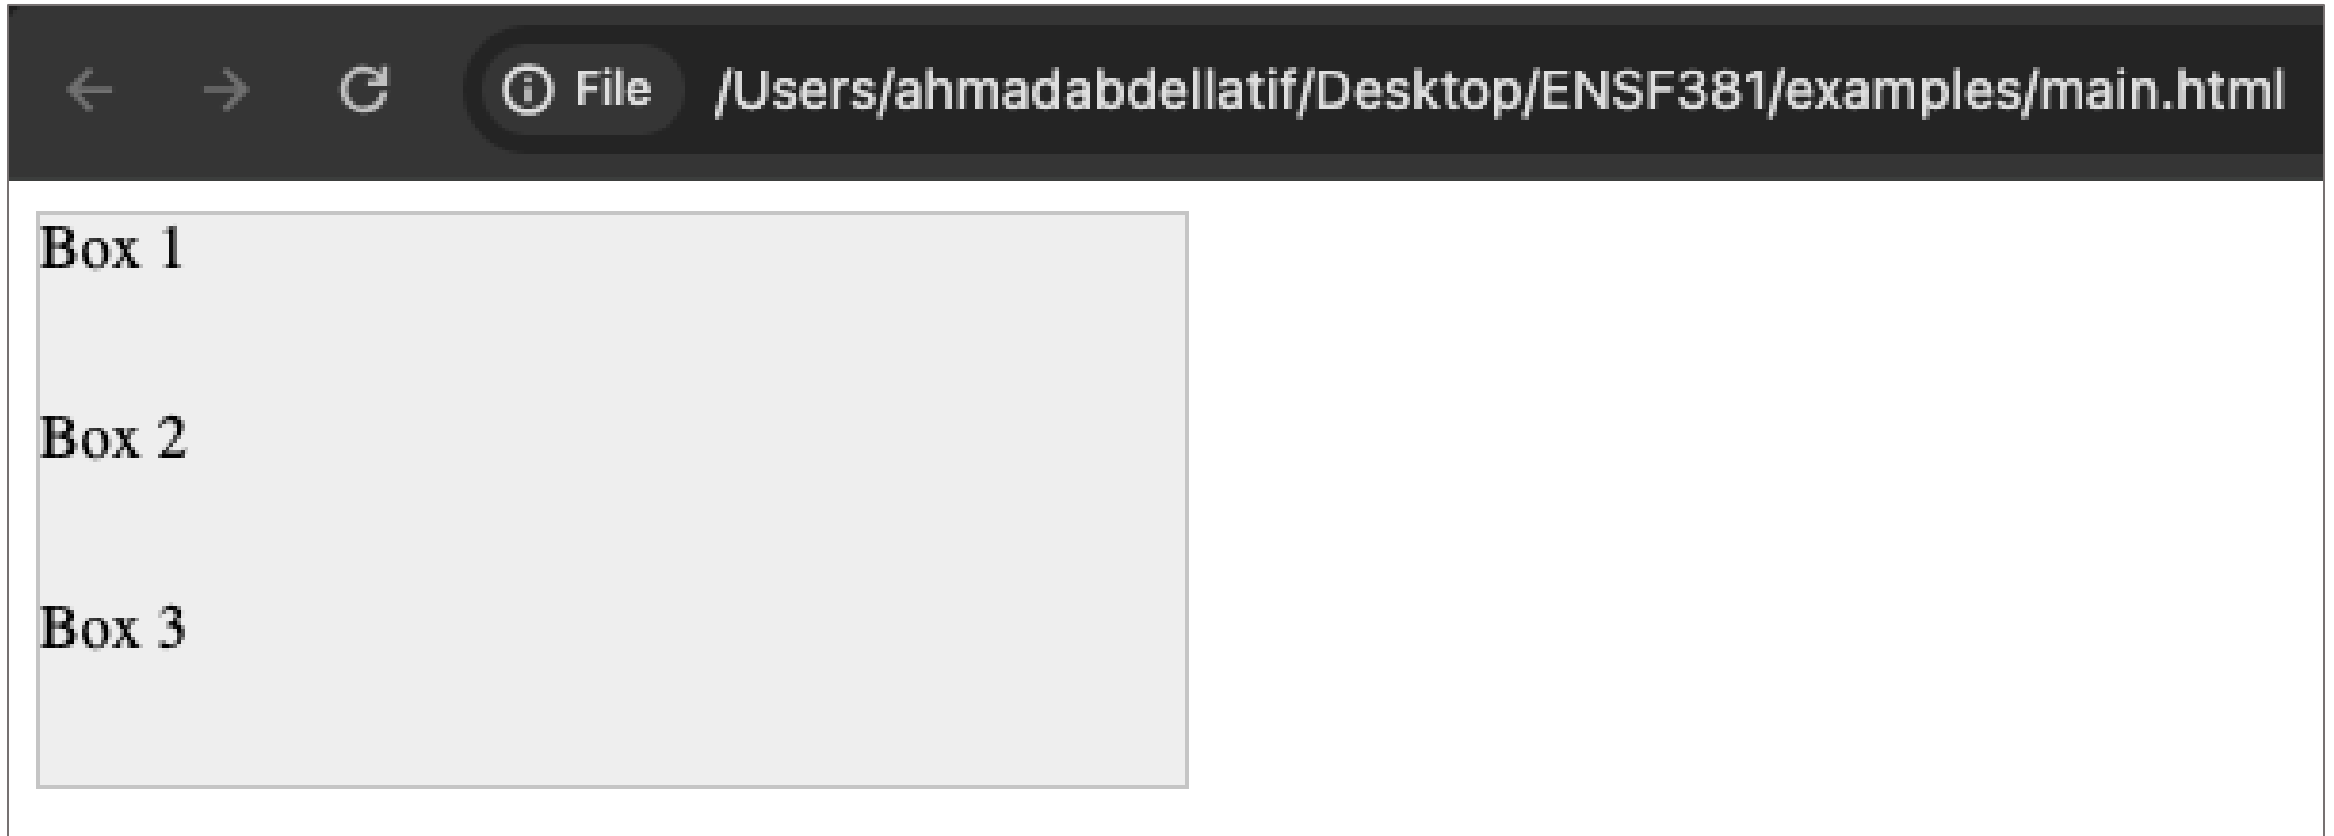 File /Users/ahmadabdellatif/Desktop/ENSF381/examples/main.html
Box 1
Box 2
Box 3